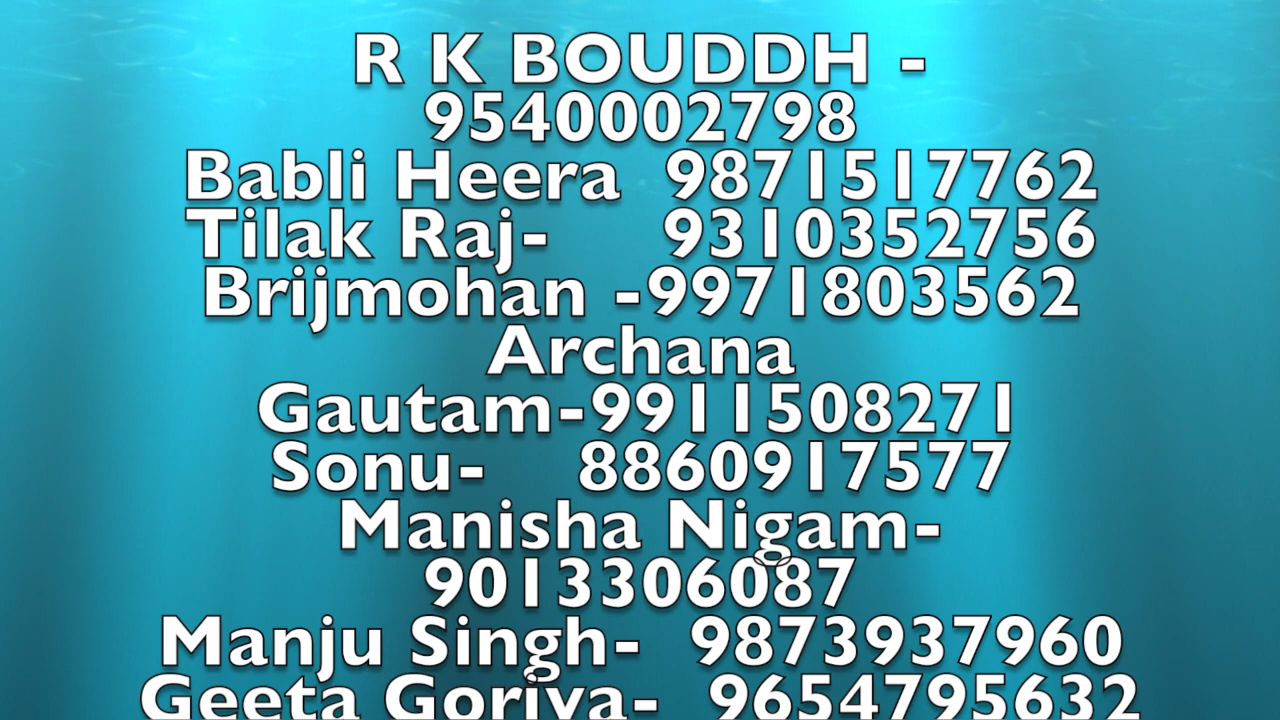 R K BOUDDH -
9540002798
Babli Heera 9871517762
Tilak Raj- 9310352756
Brijmohan -9971803562
Archana
Gautam-9911508271
Sonu- 8860917577
Manisha Nigam-
9013306087
Manju Singh- 9873937960
Geeta Goriya- 9654795632